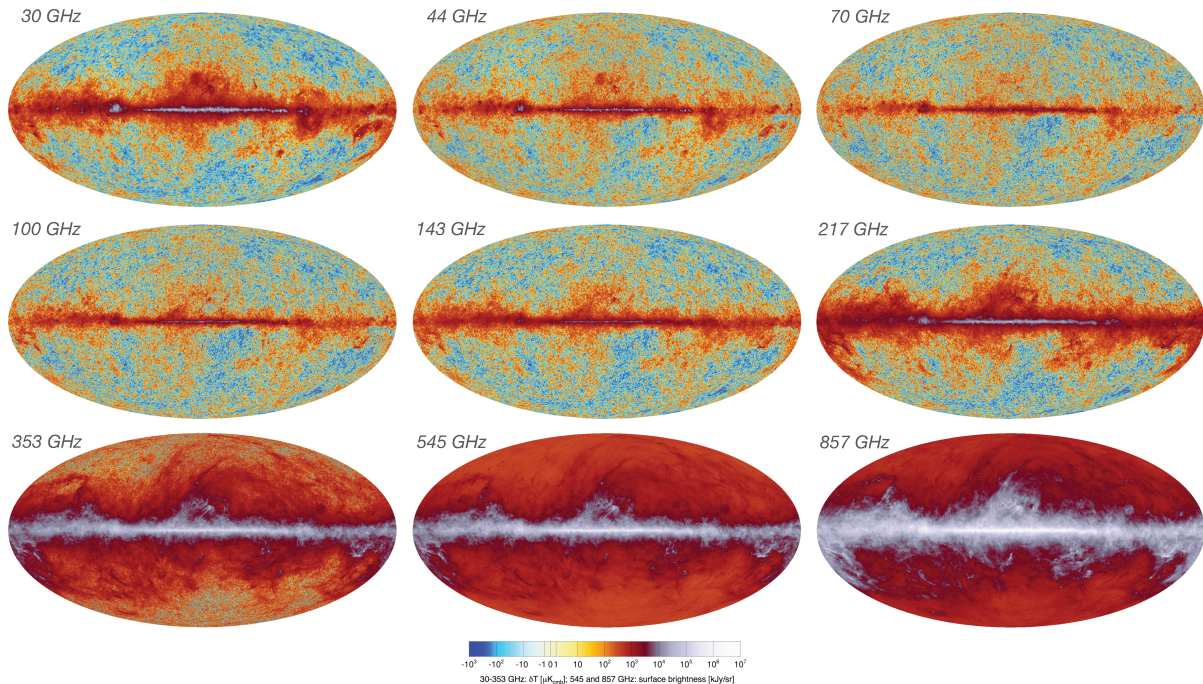 30 GHz 44 GHz 70 GHz
100 GHz 143 GHz 217 GHz
353 GHz 545 GHz 857 GHz
-10³ -10² -10 -1 0 1 10 10² 10³ 10⁴ 10⁵ 10⁶ 10⁷
30-353 GHz: δT [μK_cmb]; 545 and 857 GHz: surface brightness [kJy/sr]